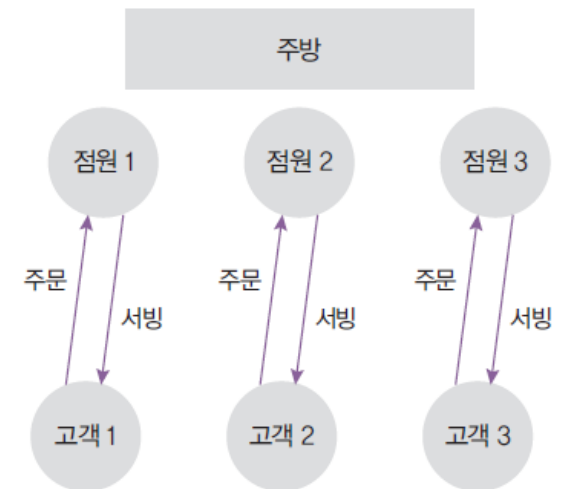 주방
점원 1
점원 2
점원 3
주문
서빙
주문
서빙
주문
서빙
고객 1
고객 2
고객 3